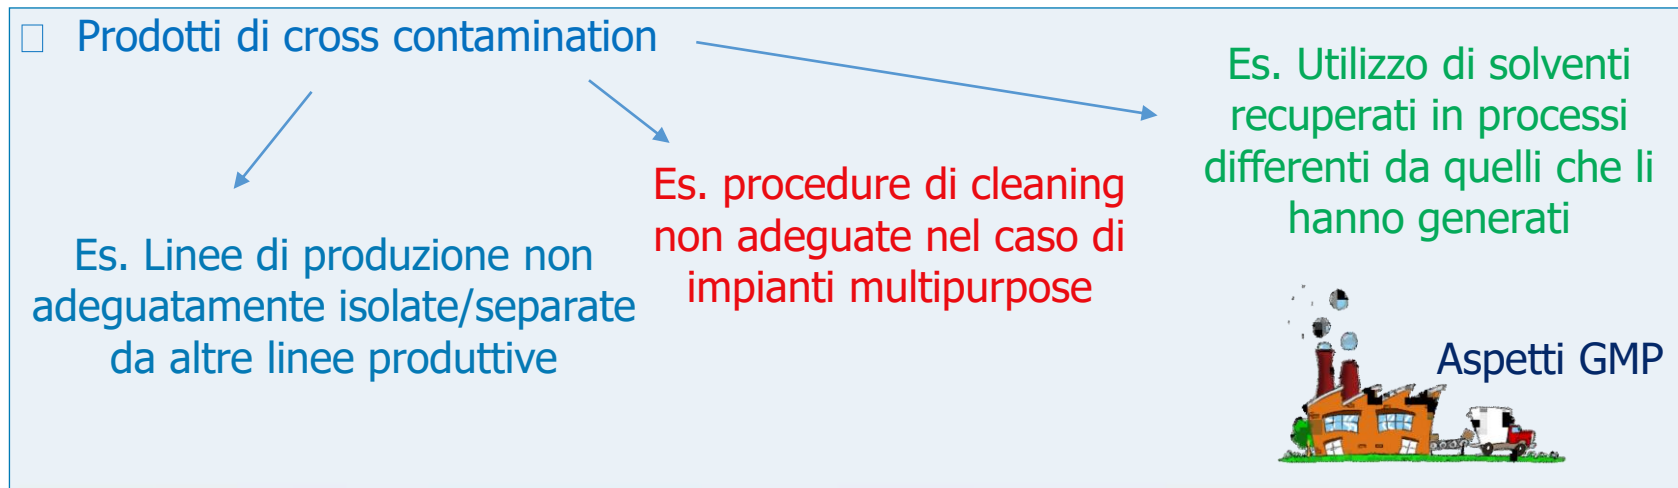 Prodotti di cross contamination
Es. Linee di produzione non
adeguatamente isolate/separate
da altre linee produttive
Es. procedure di cleaning
non adeguate nel caso di
impianti multipurpose
Es. Utilizzo di solventi
recuperati in processi
differenti da quelli che li
hanno generati
Aspetti GMP